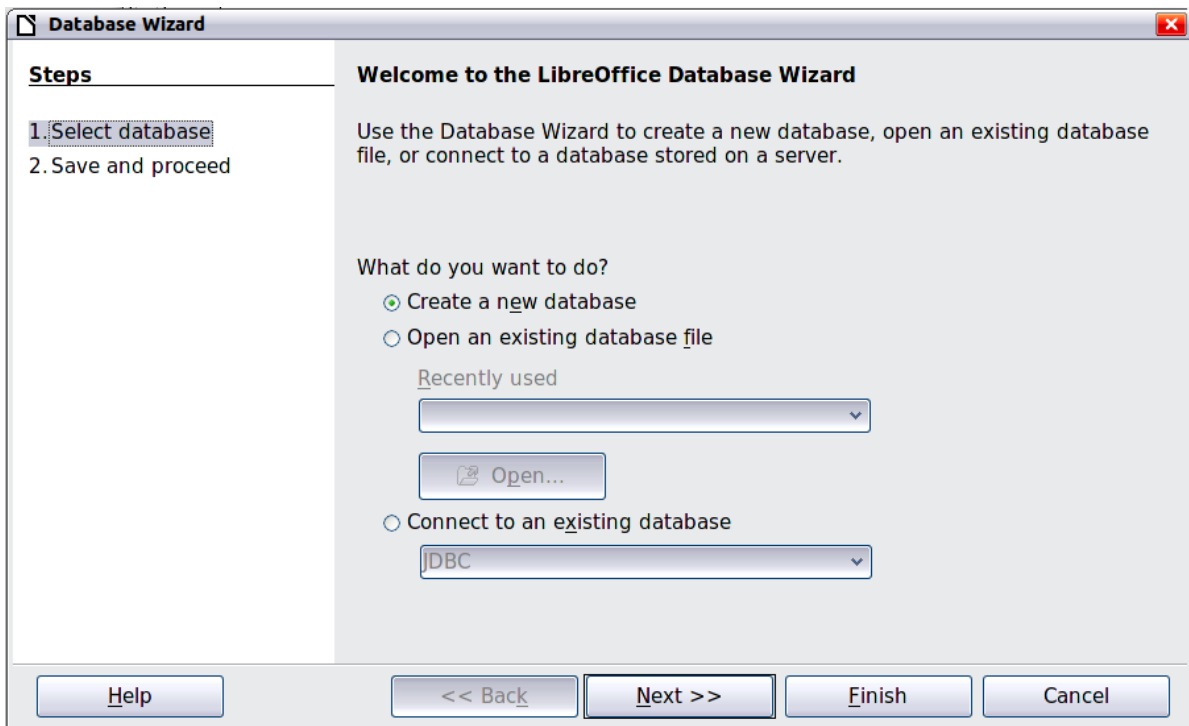 Database Wizard
Steps
1. Select database
2. Save and proceed
Welcome to the LibreOffice Database Wizard
Use the Database Wizard to create a new database, open an existing database
file, or connect to a database stored on a server.
What do you want to do?
Create a new database
Open an existing database file
Recently used
Open...
Connect to an existing database
JDBC
Help
<< Back
Next >>
Finish
Cancel